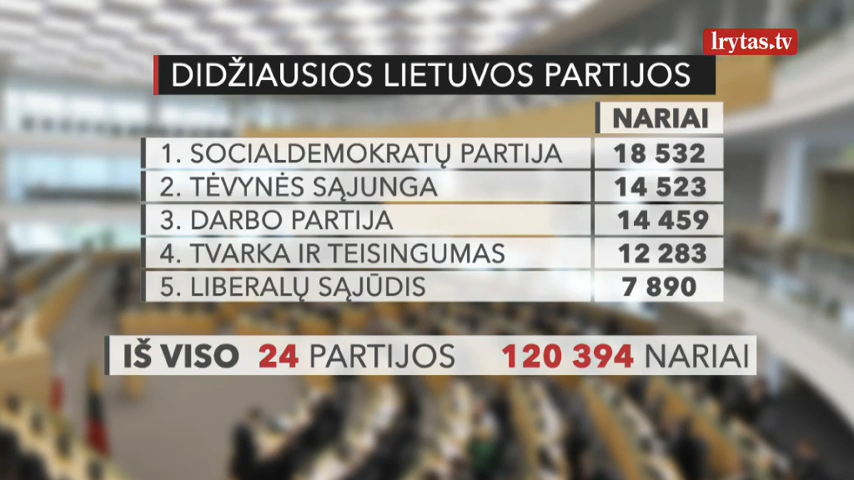 lrytas.tv
DIDŽIAUSIOS LIETUVOS PARTIJOS
NARIAI
1. SOCIALDEMOKRATŲ PARTIJA 18 532
2. TĖVYNĖS SĄJUNGA 14 523
3. DARBO PARTIJA 14 459
4. TVARKA IR TEISINGUMAS 12 283
5. LIBERALŲ SĄJŪDIS 7 890
IŠ VISO 24 PARTIJOS 120 394 NARIAI